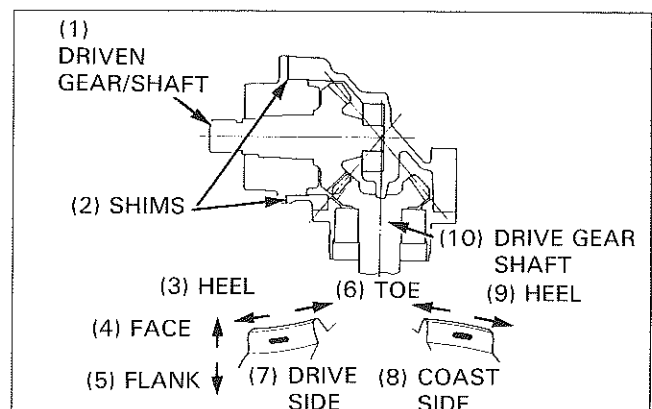 (1)
DRIVEN
GEAR/SHAFT
(2) SHIMS
(10) DRIVE GEAR
SHAFT
(3) HEEL
(6) TOE
(9) HEEL
(4) FACE
(5) FLANK
(7) DRIVE
SIDE
(8) COAST
SIDE